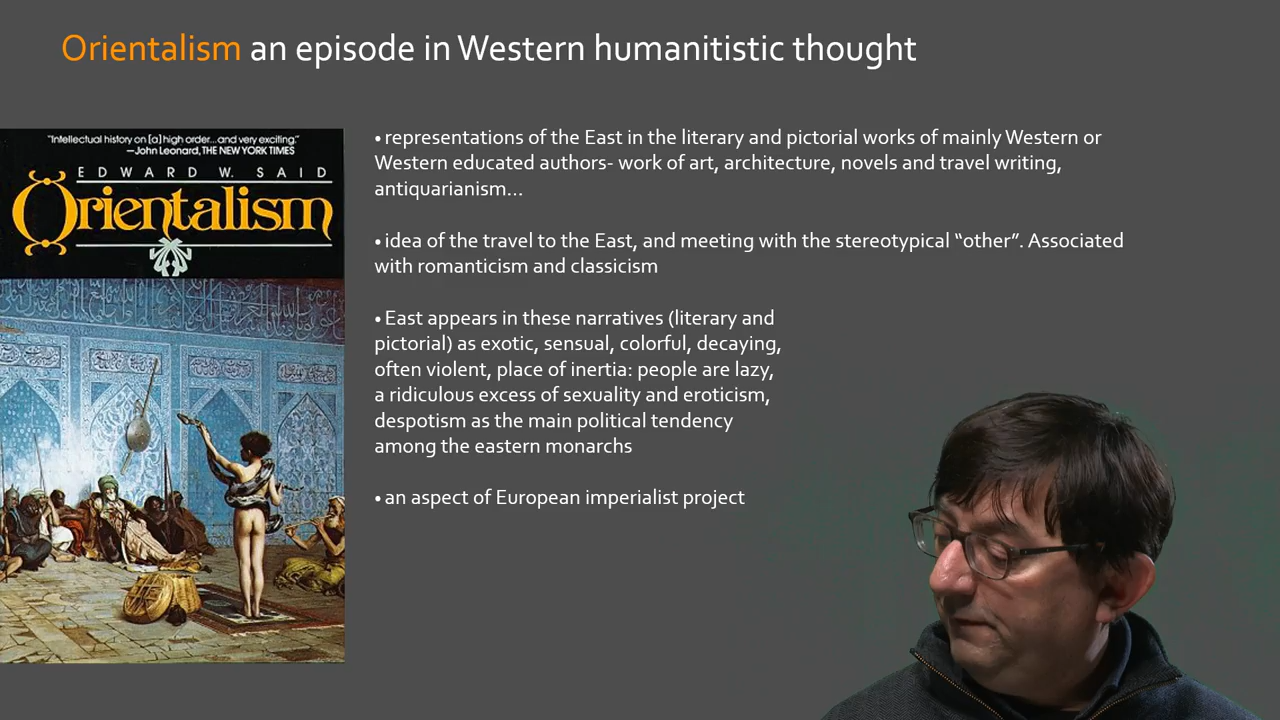 Orientalism an episode in Western humanitistic thought
"Intellectual history on [a] high order...and very exciting."
—John Leonard, THE NEW YORK TIMES
EDWARD W. SAID
Orientalism
• representations of the East in the literary and pictorial works of mainly Western or
Western educated authors- work of art, architecture, novels and travel writing,
antiquarianism...
• idea of the travel to the East, and meeting with the stereotypical “other”. Associated
with romanticism and classicism
• East appears in these narratives (literary and
pictorial) as exotic, sensual, colorful, decaying,
often violent, place of inertia: people are lazy,
a ridiculous excess of sexuality and eroticism,
despotism as the main political tendency
among the eastern monarchs
• an aspect of European imperialist project